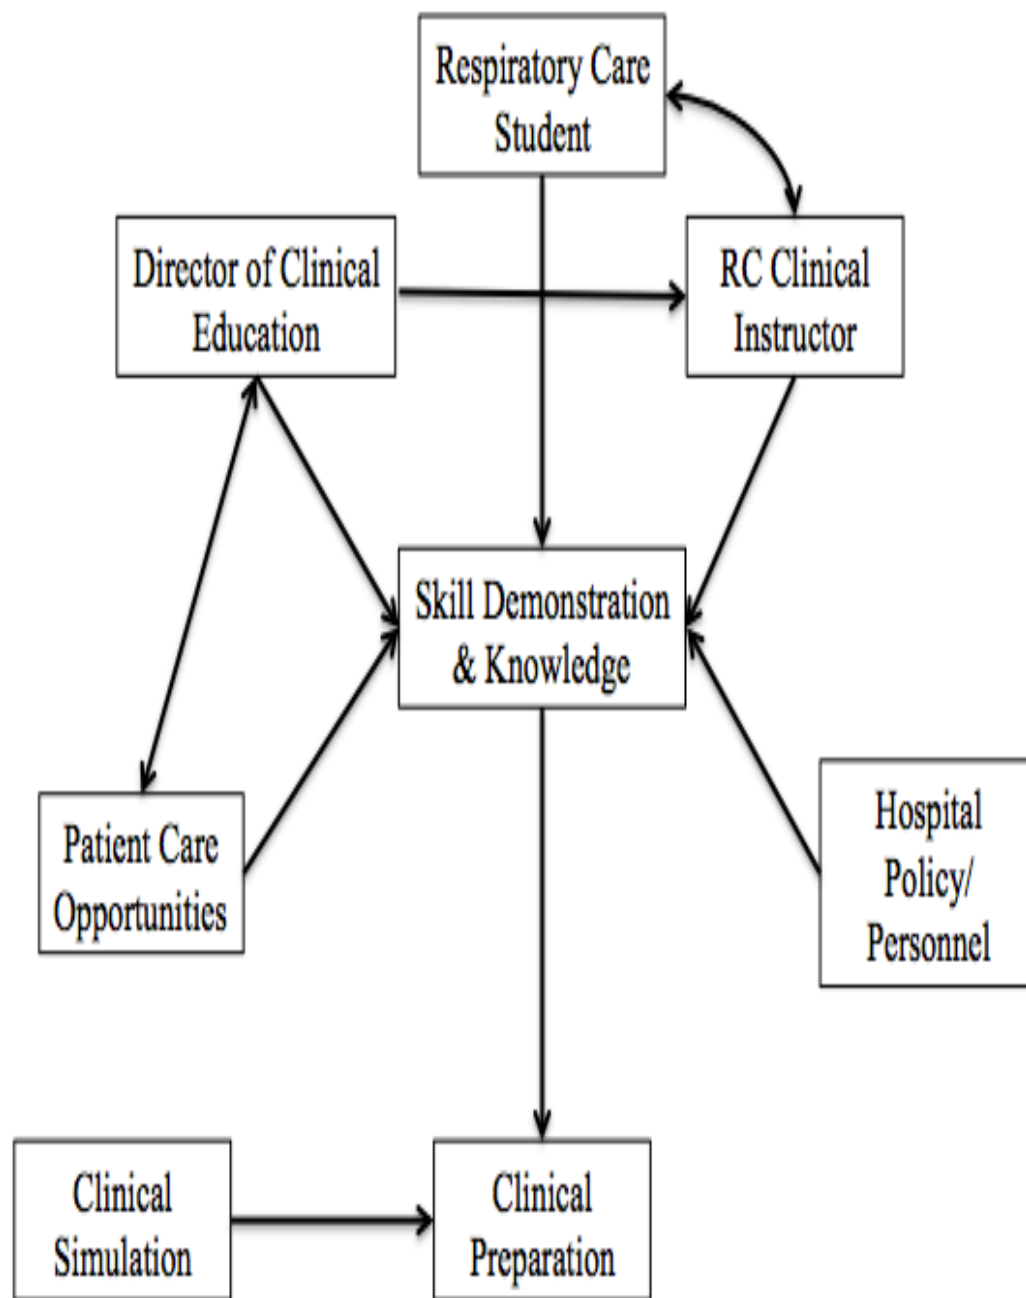 Respiratory Care
Student
Director of Clinical
Education
RC Clinical
Instructor
Skill Demonstration
& Knowledge
Patient Care
Opportunities
Hospital
Policy/
Personnel
Clinical
Simulation
Clinical
Preparation